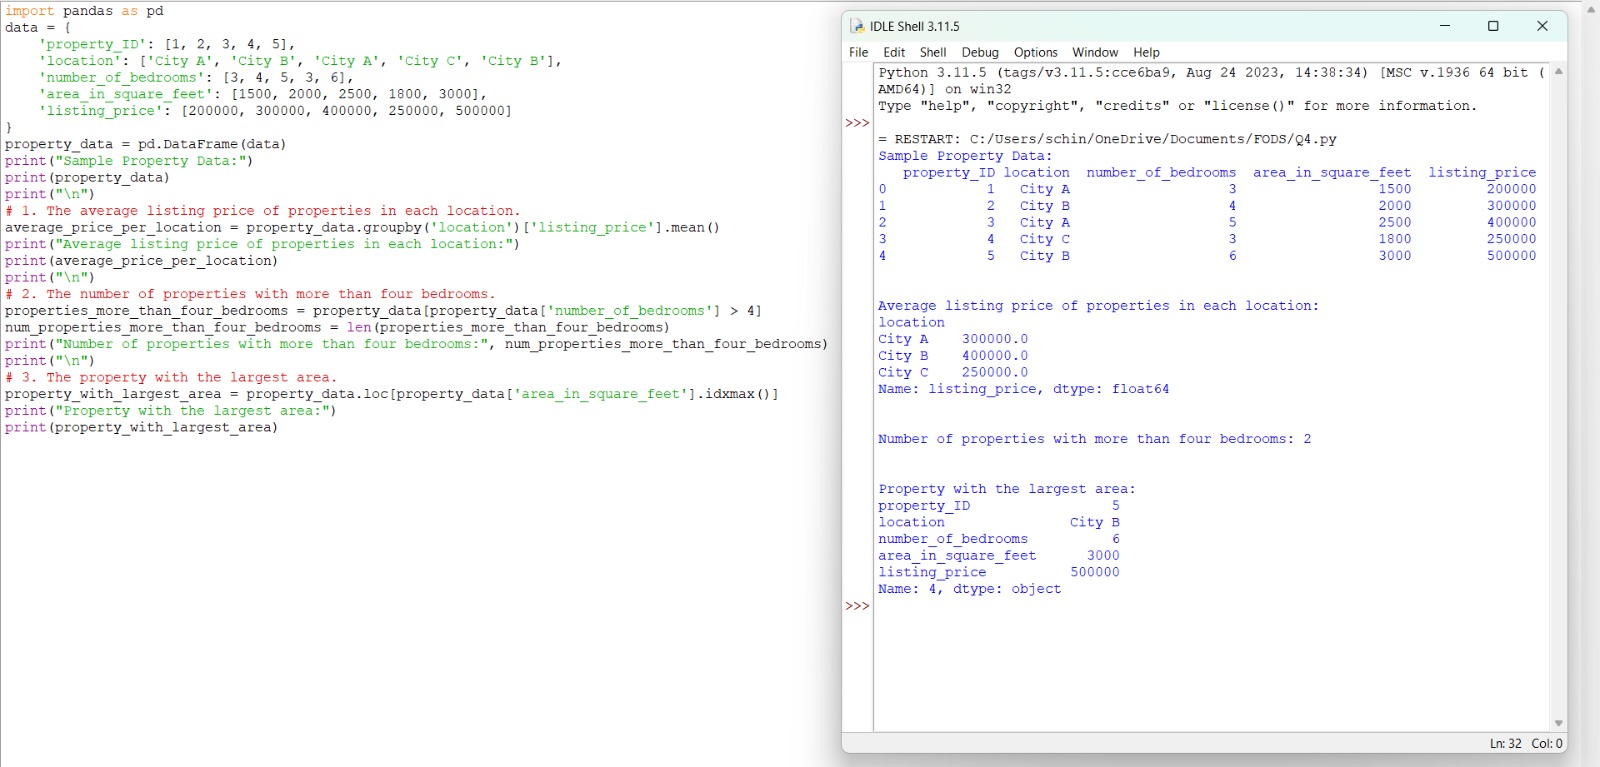 import pandas as pd
data = {
    'property_ID': [1, 2, 3, 4, 5],
    'location': ['City A', 'City B', 'City A', 'City C', 'City B'],
    'number_of_bedrooms': [3, 4, 5, 3, 6],
    'area_in_square_feet': [1500, 2000, 2500, 1800, 3000],
    'listing_price': [200000, 300000, 400000, 250000, 500000]
}
property_data = pd.DataFrame(data)
print("Sample Property Data:")
print(property_data)
print("\n")
# 1. The average listing price of properties in each location.
average_price_per_location = property_data.groupby('location')['listing_price'].mean()
print("Average listing price of properties in each location:")
print(average_price_per_location)
print("\n")
# 2. The number of properties with more than four bedrooms.
properties_more_than_four_bedrooms = property_data[property_data['number_of_bedrooms'] > 4]
num_properties_more_than_four_bedrooms = len(properties_more_than_four_bedrooms)
print("Number of properties with more than four bedrooms:", num_properties_more_than_four_bedrooms)
print("\n")
# 3. The property with the largest area.
property_with_largest_area = property_data.loc[property_data['area_in_square_feet'].idxmax()]
print("Property with the largest area:")
print(property_with_largest_area)
IDLE Shell 3.11.5
File Edit Shell Debug Options Window Help
Python 3.11.5 (tags/v3.11.5:cce6ba9, Aug 24 2023, 14:38:34) [MSC v.1936 64 bit (
AMD64)] on win32
Type "help", "copyright", "credits" or "license()" for more information.
>>>
= RESTART: C:/Users/schin/OneDrive/Documents/FODS/Q4.py
Sample Property Data:
   property_ID location  number_of_bedrooms  area_in_square_feet  listing_price
0            1   City A                   3                 1500         200000
1            2   City B                   4                 2000         300000
2            3   City A                   5                 2500         400000
3            4   City C                   3                 1800         250000
4            5   City B                   6                 3000         500000
Average listing price of properties in each location:
location
City A    300000.0
City B    400000.0
City C    250000.0
Name: listing_price, dtype: float64
Number of properties with more than four bedrooms: 2
Property with the largest area:
property_ID                 5
location               City B
number_of_bedrooms          6
area_in_square_feet      3000
listing_price          500000
Name: 4, dtype: object
>>>
Ln: 32 Col: 0